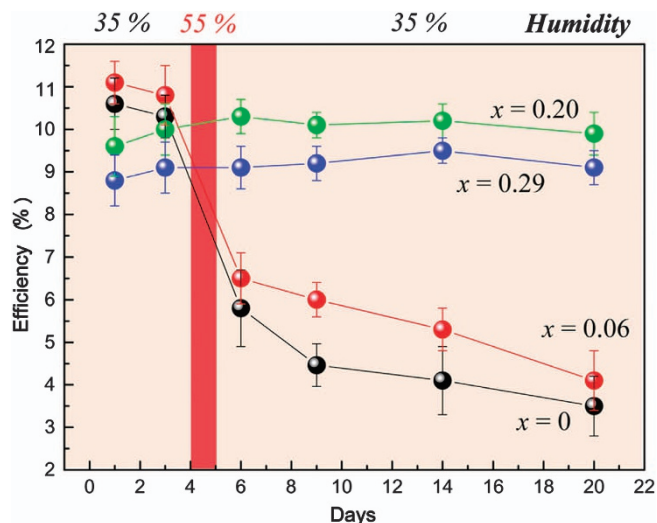 35 % 55 % 35 % Humidity
12
11
10
9
8
7
6
5
4
3
2
Efficiency (%)
x = 0.20
x = 0.29
x = 0.06
x = 0
0 2 4 6 8 10 12 14 16 18 20 22
Days